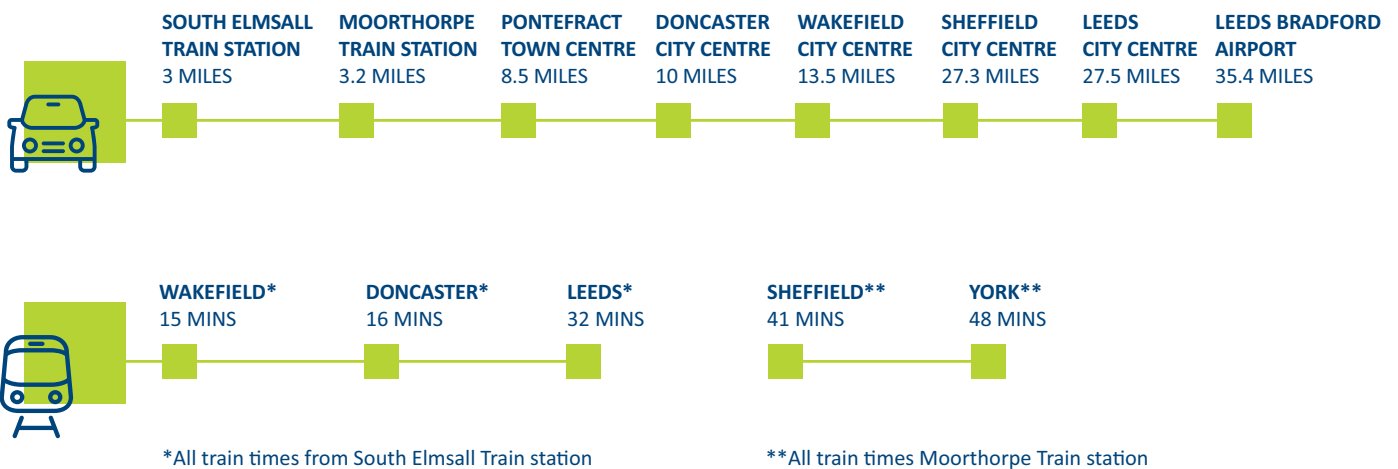 SOUTH ELMSALL
TRAIN STATION
3 MILES
MOORTHORPE
TRAIN STATION
3.2 MILES
PONTEFRACT
TOWN CENTRE
8.5 MILES
DONCASTER
CITY CENTRE
10 MILES
WAKEFIELD
CITY CENTRE
13.5 MILES
SHEFFIELD
CITY CENTRE
27.3 MILES
LEEDS
CITY CENTRE
27.5 MILES
LEEDS BRADFORD
AIRPORT
35.4 MILES
WAKEFIELD*
15 MINS
DONCASTER*
16 MINS
LEEDS*
32 MINS
SHEFFIELD**
41 MINS
YORK**
48 MINS
*All train times from South Elmsall Train station
**All train times Moorthorpe Train station